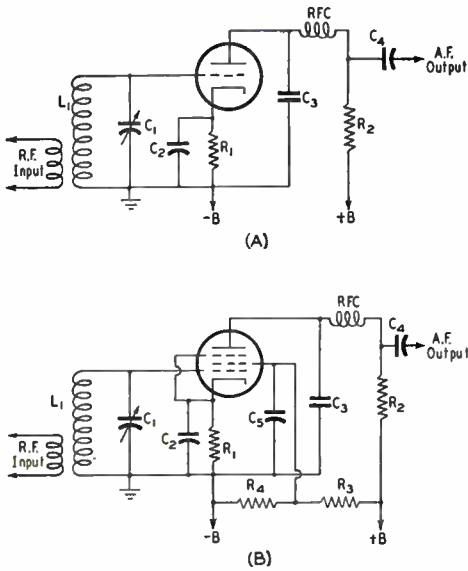 RFC
C4
A.F.
Output
L1
C1
C3
R2
C2
R1
R.F.
Input
-B
+B
(A)
RFC
C4
A.F.
Output
L1
C1
C2
R1
C5
C3
R2
R.F.
Input
R4
R3
-B
+B
(B)